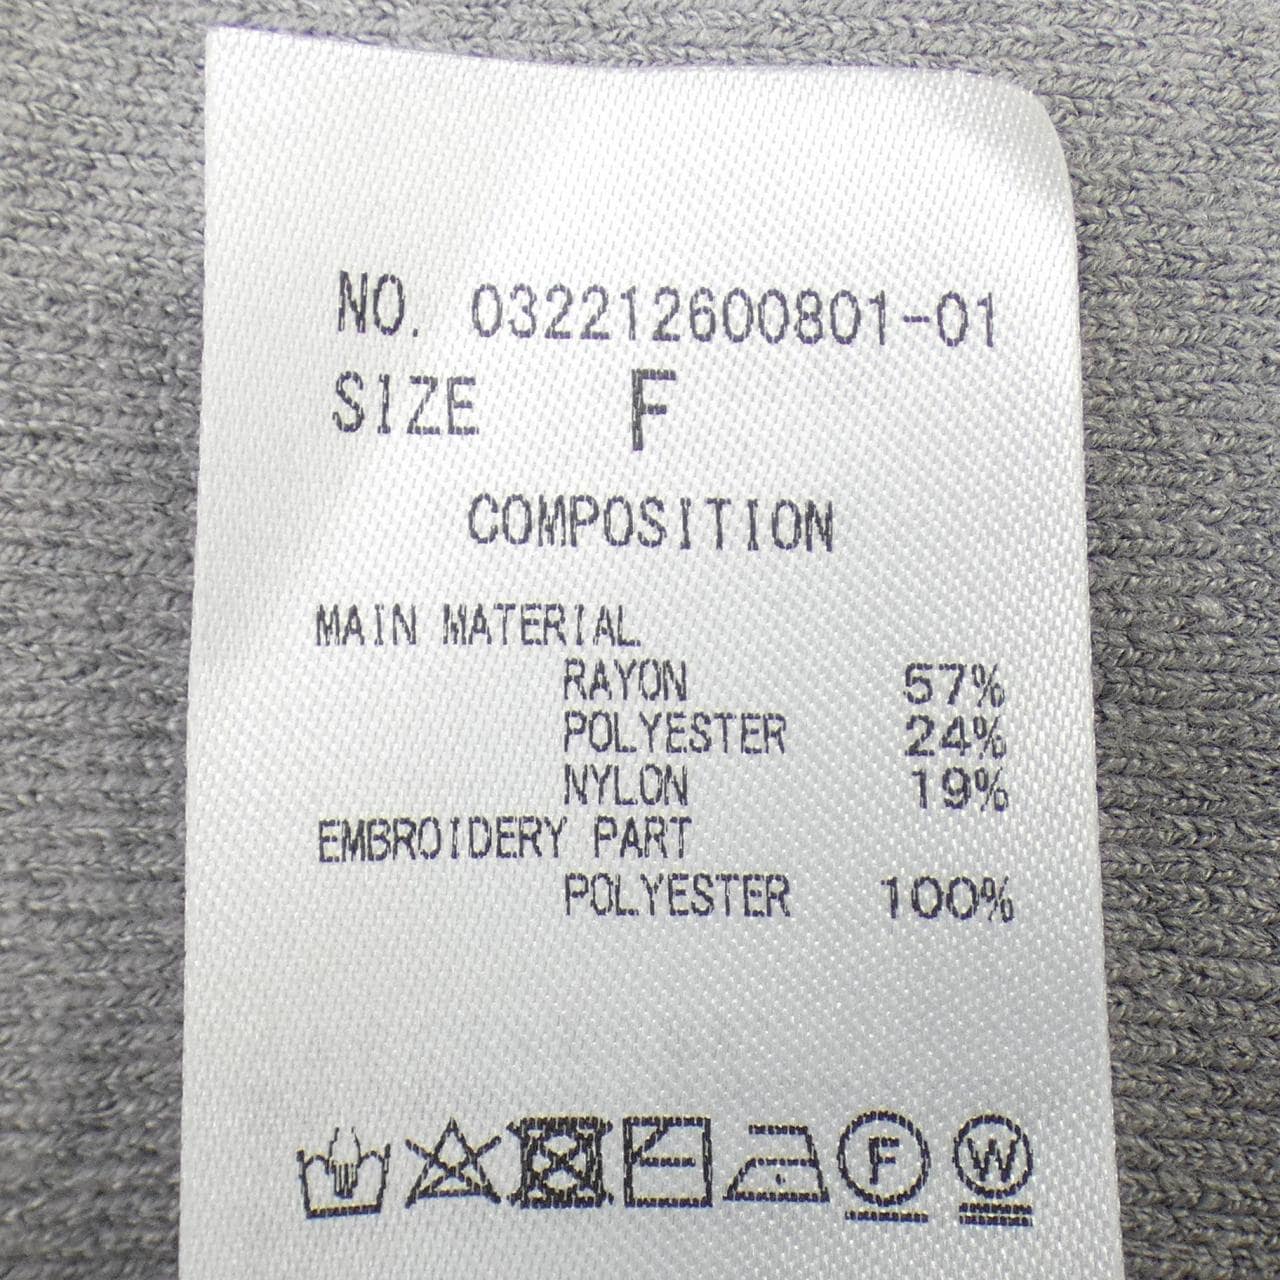 NO. 032212600801-01
SIZE F
COMPOSITION
MAIN MATERIAL
RAYON 57%
POLYESTER 24%
NYLON 19%
EMBROIDERY PART
POLYESTER 100%
F W